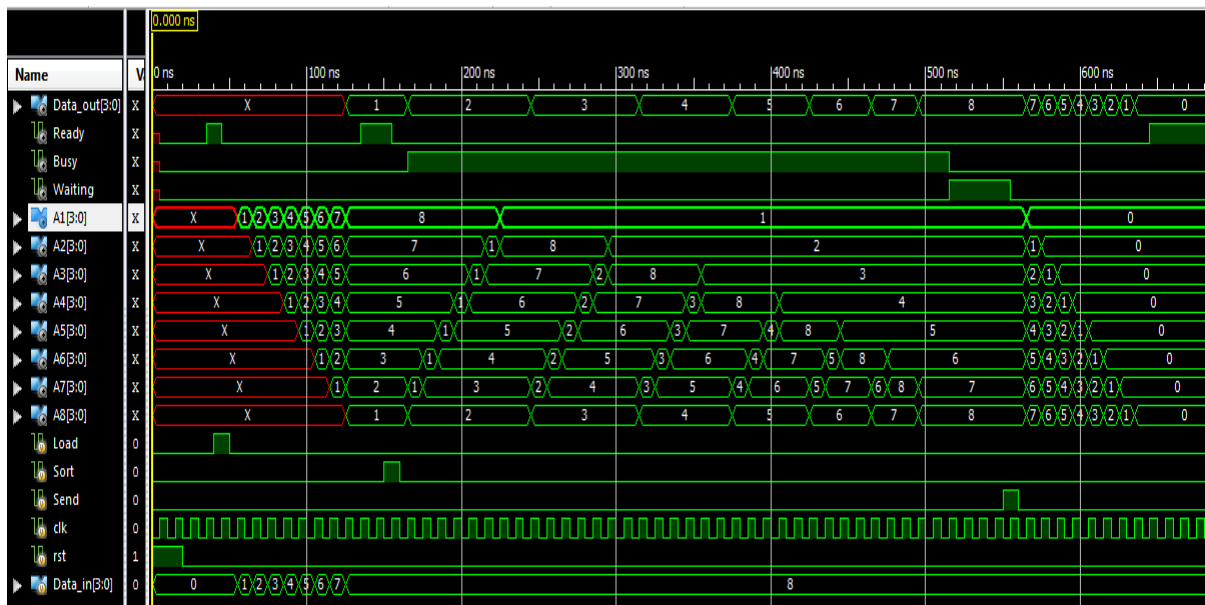 0.000 ns
Name V
0 ns 100 ns 200 ns 300 ns 400 ns 500 ns 600 ns
Data_out[3:0] X X 1 2 3 4 5 6 7 8 7 6 5 4 3 2 1 0
Ready X
Busy X
Waiting X
A1[3:0] X X 1 2 3 4 5 6 7 8 1 0
A2[3:0] X X 1 2 3 4 5 6 7 1 8 2 1 0
A3[3:0] X X 1 2 3 4 5 6 1 7 2 8 3 2 1 0
A4[3:0] X X 1 2 3 4 5 1 6 2 7 3 8 4 3 2 1 0
A5[3:0] X X 1 2 3 4 1 5 2 6 3 7 4 8 5 4 3 2 1 0
A6[3:0] X X 1 2 3 1 4 2 5 3 6 4 7 5 8 6 5 4 3 2 1 0
A7[3:0] X X 1 2 1 3 2 4 3 5 4 6 5 7 6 8 7 6 5 4 3 2 1 0
A8[3:0] X X 1 2 3 4 5 6 7 8 7 6 5 4 3 2 1 0
Load 0
Sort 0
Send 0
clk 0
rst 1
Data_in[3:0] 0 0 1 2 3 4 5 6 7 8